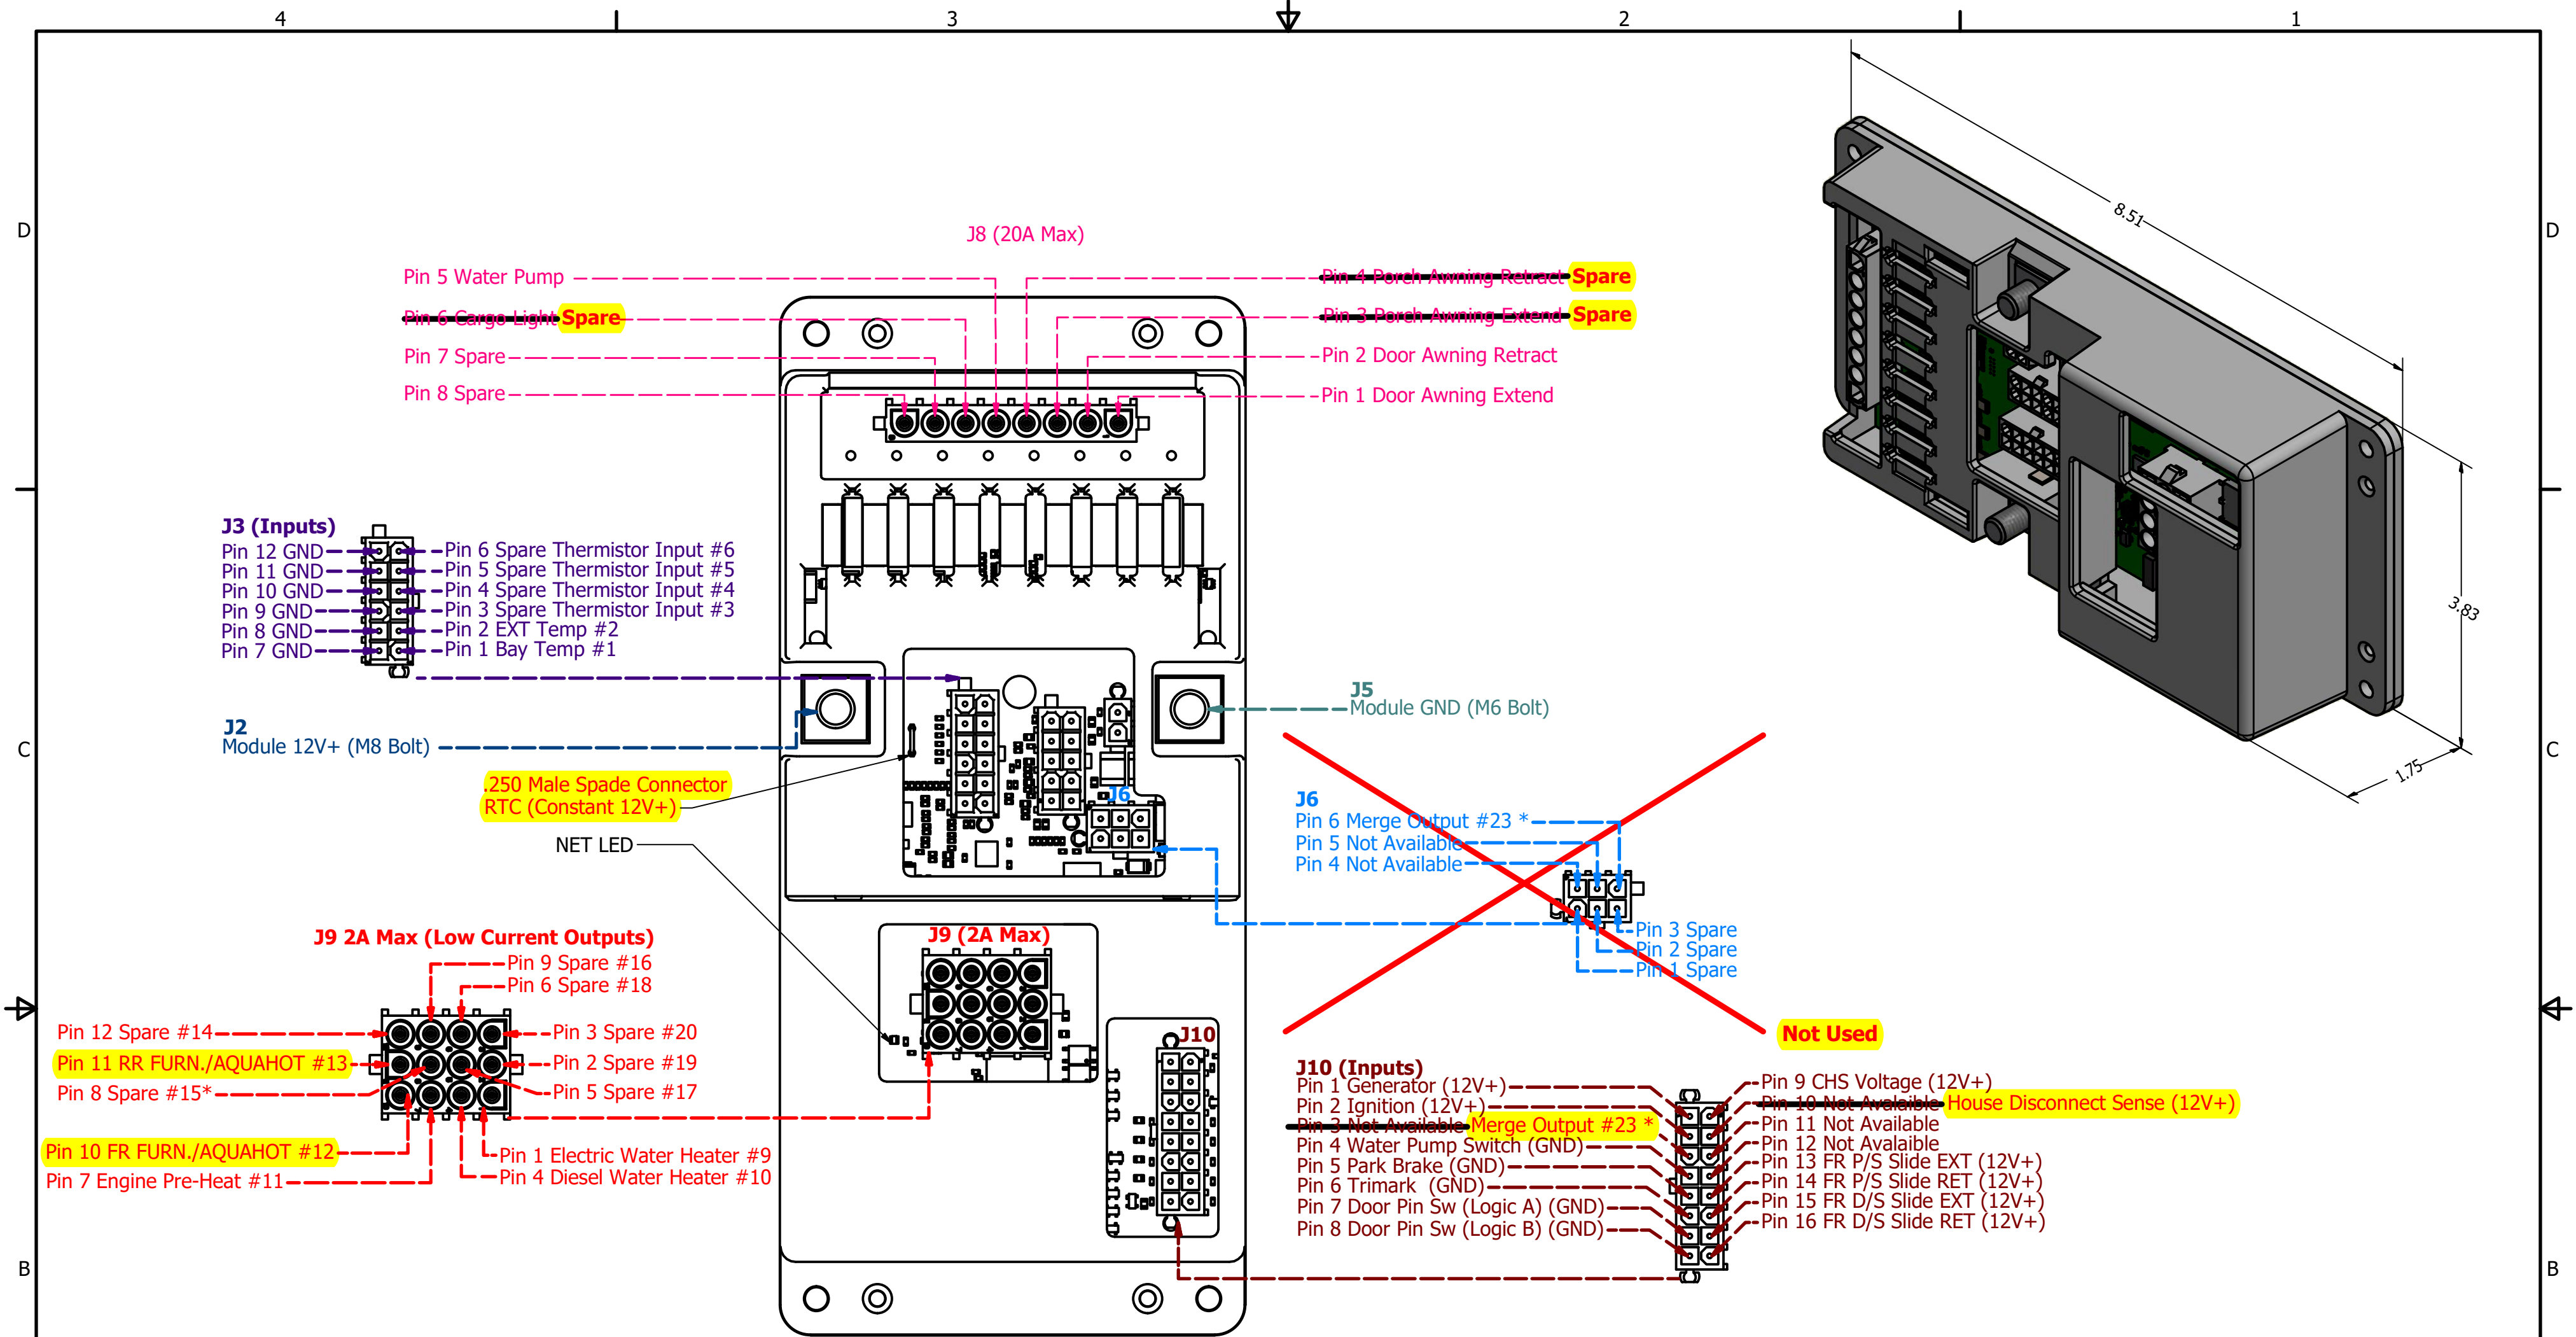 4
3
2
1
D
D
8.51
3.83
1.75
J8 (20A Max)
Pin 5 Water Pump
Pin 6 Cargo Light Spare
Pin 7 Spare
Pin 8 Spare
Pin 4 Porch Awning Retract Spare
Pin 3 Porch Awning Extend Spare
Pin 2 Door Awning Retract
Pin 1 Door Awning Extend
J3 (Inputs)
Pin 12 GND
Pin 11 GND
Pin 10 GND
Pin 9 GND
Pin 8 GND
Pin 7 GND
Pin 6 Spare Thermistor Input #6
Pin 5 Spare Thermistor Input #5
Pin 4 Spare Thermistor Input #4
Pin 3 Spare Thermistor Input #3
Pin 2 EXT Temp #2
Pin 1 Bay Temp #1
J2
Module 12V+ (M8 Bolt)
J5
Module GND (M6 Bolt)
C
C
.250 Male Spade Connector
RTC (Constant 12V+)
NET LED
J6
J6
Pin 6 Merge Output #23 *
Pin 5 Not Available
Pin 4 Not Available
Pin 3 Spare
Pin 2 Spare
Pin 1 Spare
Not Used
J9 2A Max (Low Current Outputs)
Pin 9 Spare #16
Pin 6 Spare #18
Pin 12 Spare #14
Pin 11 RR FURN./AQUAHOT #13
Pin 8 Spare #15*
Pin 10 FR FURN./AQUAHOT #12
Pin 7 Engine Pre-Heat #11
Pin 3 Spare #20
Pin 2 Spare #19
Pin 5 Spare #17
Pin 1 Electric Water Heater #9
Pin 4 Diesel Water Heater #10
J9 (2A Max)
J10
J10 (Inputs)
Pin 1 Generator (12V+)
Pin 2 Ignition (12V+)
Pin 3 Not Available Merge Output #23 *
Pin 4 Water Pump Switch (GND)
Pin 5 Park Brake (GND)
Pin 6 Trimark (GND)
Pin 7 Door Pin Sw (Logic A) (GND)
Pin 8 Door Pin Sw (Logic B) (GND)
Pin 9 CHS Voltage (12V+)
Pin 10 Not Avalaible House Disconnect Sense (12V+)
Pin 11 Not Available
Pin 12 Not Avalaible
Pin 13 FR P/S Slide EXT (12V+)
Pin 14 FR P/S Slide RET (12V+)
Pin 15 FR D/S Slide EXT (12V+)
Pin 16 FR D/S Slide RET (12V+)
B
B